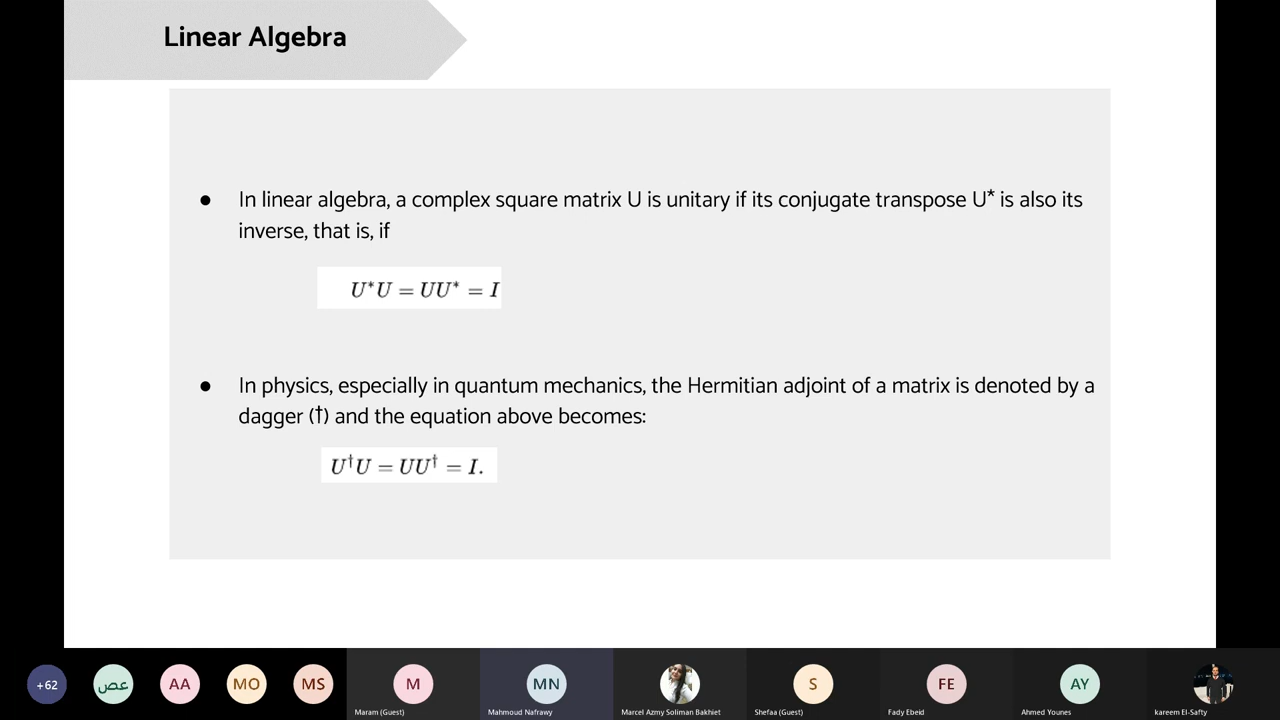 Linear Algebra
● In linear algebra, a complex square matrix U is unitary if its conjugate transpose U* is also its
inverse, that is, if
U*U = UU* = I
● In physics, especially in quantum mechanics, the Hermitian adjoint of a matrix is denoted by a
dagger (†) and the equation above becomes:
U†U = UU† = I.
+62
عص
AA
MO
MS
M
MN
S
FE
AY
Maram (Guest)
Mahmoud Nafrawy
Marcel Azmy Soliman Bakhiet
Shefaa (Guest)
Fady Ebeid
Ahmed Younes
kareem El-Safty